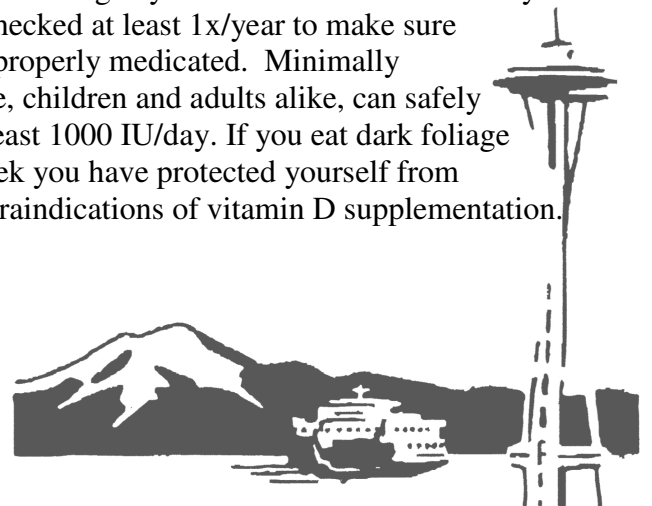 hecked at least 1x/year to make sure
properly medicated. Minimally
e, children and adults alike, can safely
east 1000 IU/day. If you eat dark foliage
ek you have protected yourself from
raindications of vitamin D supplementation.